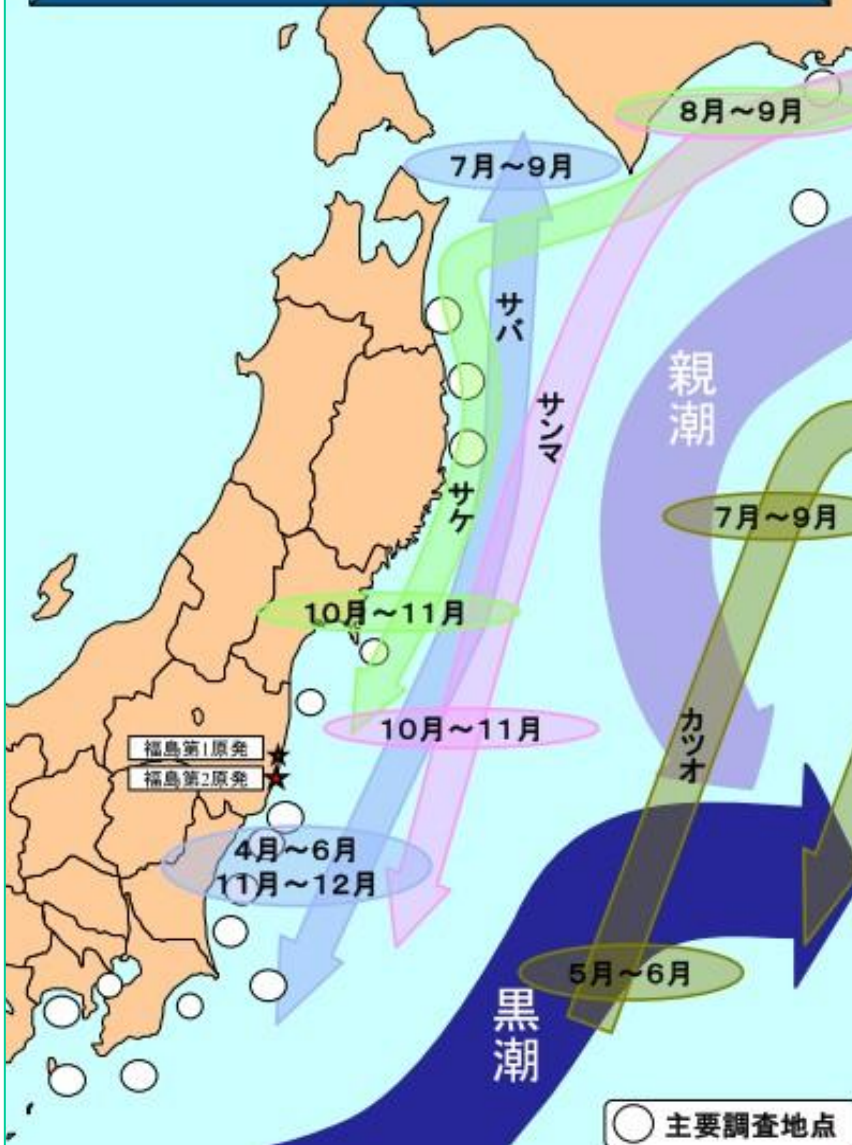 8月～9月
7月～9月
サバ
サンマ
親潮
サケ
7月～9月
10月～11月
カツオ
10月～11月
福島第1原発
福島第2原発
4月～6月
11月～12月
5月～6月
黒潮
主要調査地点